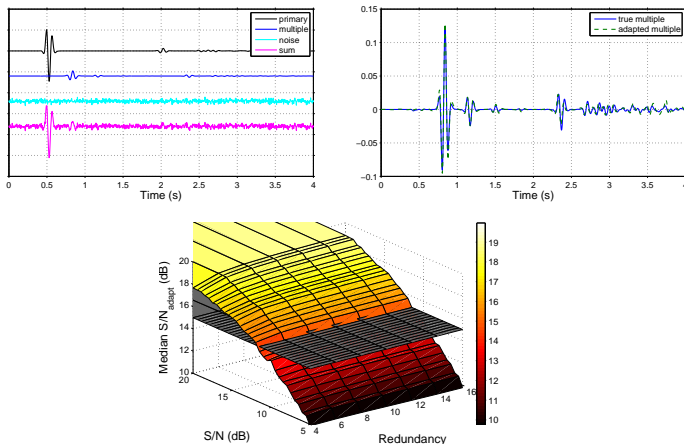 primary
multiple
noise
sum
0 0.5 1 1.5 2 2.5 3 3.5 4
Time (s)
true multiple
adapted multiple
0.15
0.1
0.05
0
−0.05
−0.1
0 0.5 1 1.5 2 2.5 3 3.5 4
Time (s)
Median S/N adapt (dB)
20
18
16
14
12
10
20
15
10
5
S/N (dB)
4 6 8 10 12 14 16
Redundancy
19
18
17
16
15
14
13
12
11
10